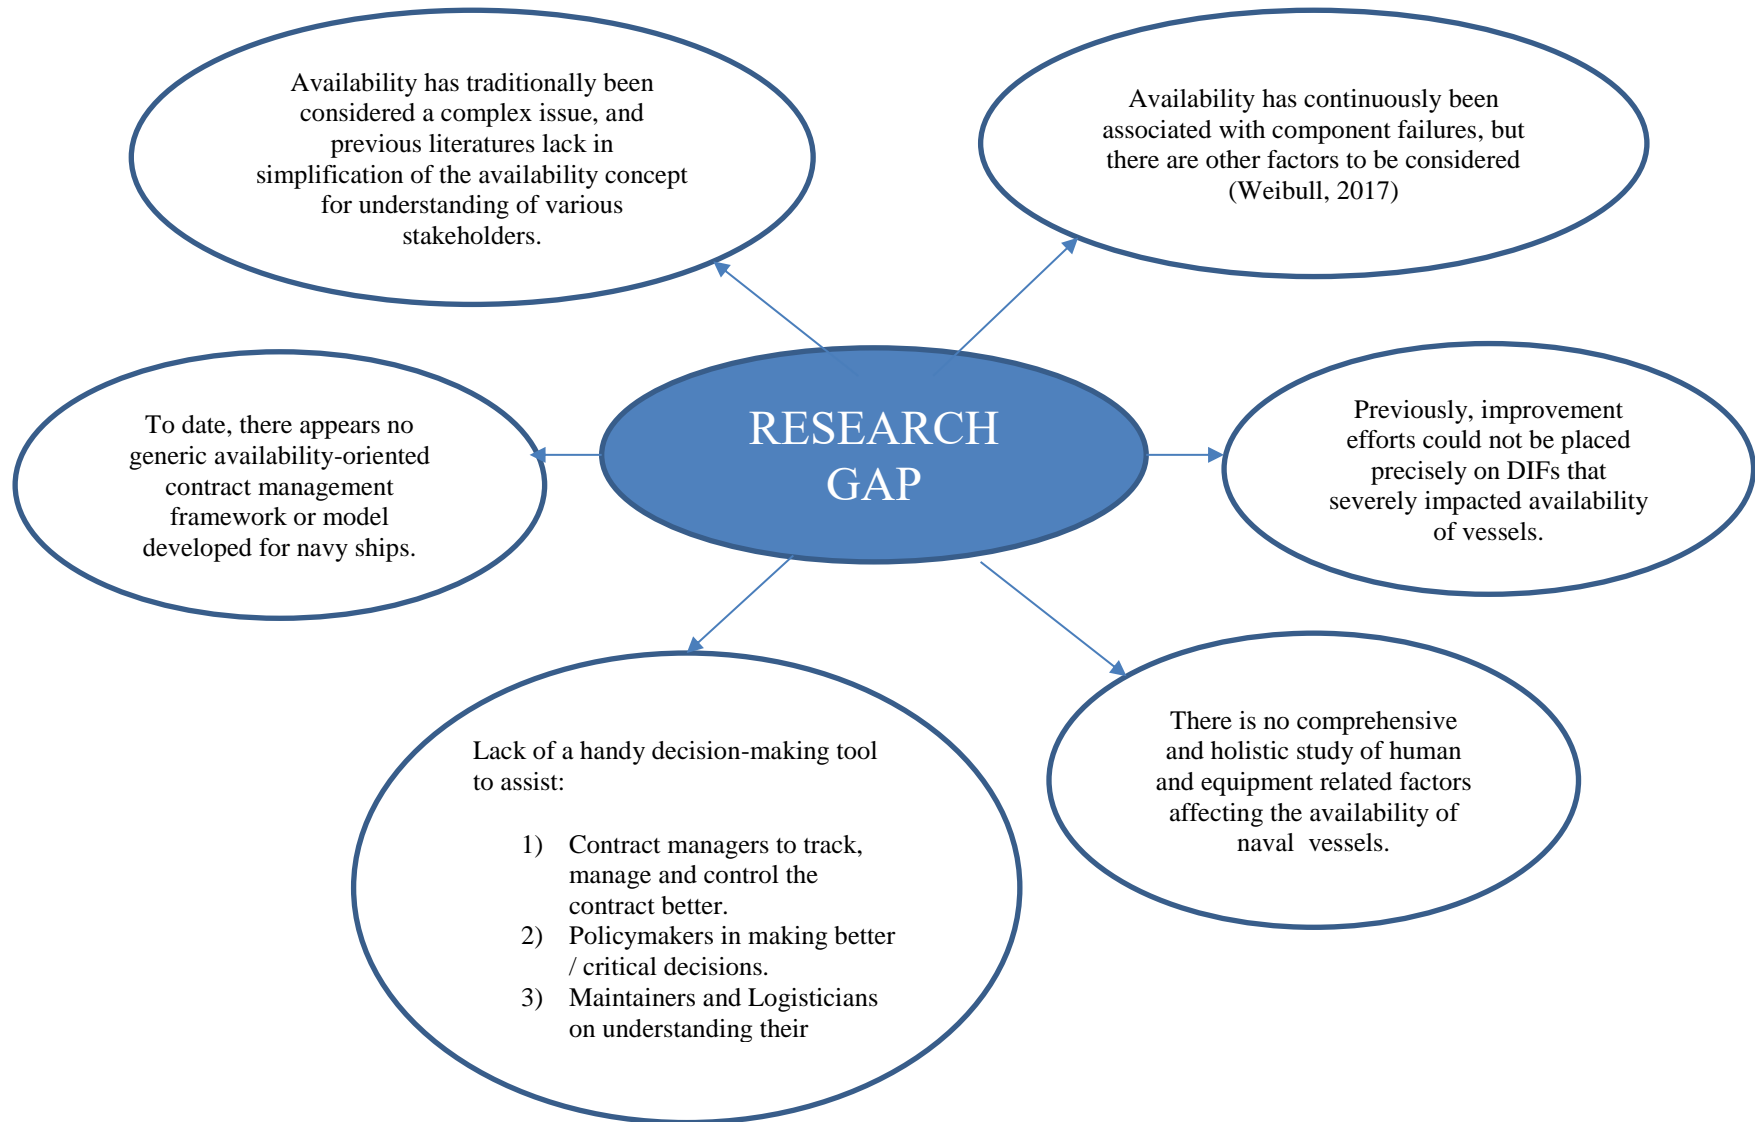 Availability has traditionally been
considered a complex issue, and
previous literatures lack in
simplification of the availability concept
for understanding of various
stakeholders.
Availability has continuously been
associated with component failures, but
there are other factors to be considered
(Weibull, 2017)
RESEARCH
GAP
To date, there appears no
generic availability-oriented
contract management
framework or model
developed for navy ships.
Previously, improvement
efforts could not be placed
precisely on DIFs that
severely impacted availability
of vessels.
Lack of a handy decision-making tool
to assist:
1) Contract managers to track,
manage and control the
contract better.
2) Policymakers in making better
/ critical decisions.
3) Maintainers and Logisticians
on understanding their
There is no comprehensive
and holistic study of human
and equipment related factors
affecting the availability of
naval vessels.